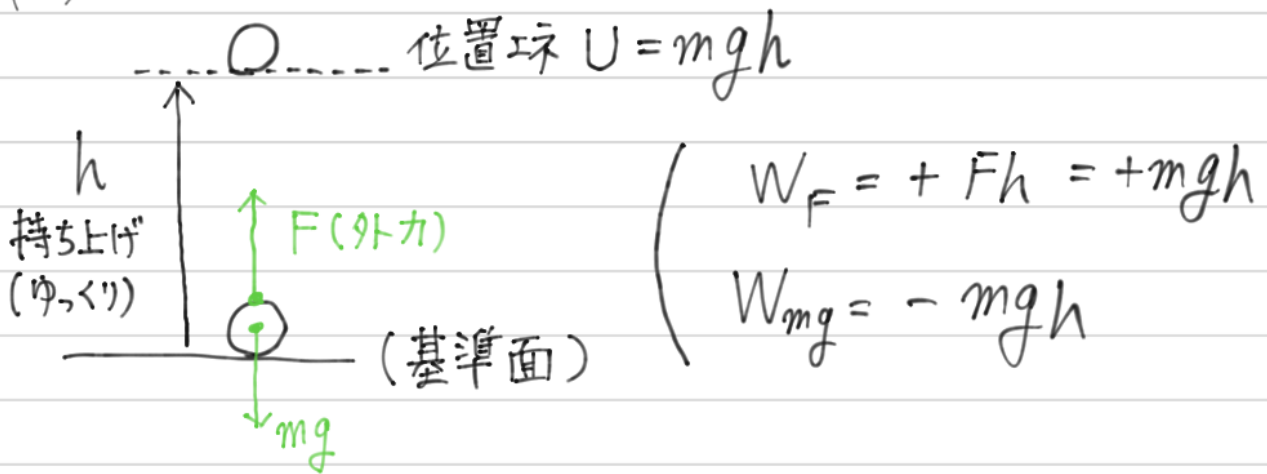 位置エネ U = mgh
h
持ち上げ
(ゆっくり)
F(外力)
(基準面)
mg
W_F = + Fh = +mgh
W_mg = - mgh